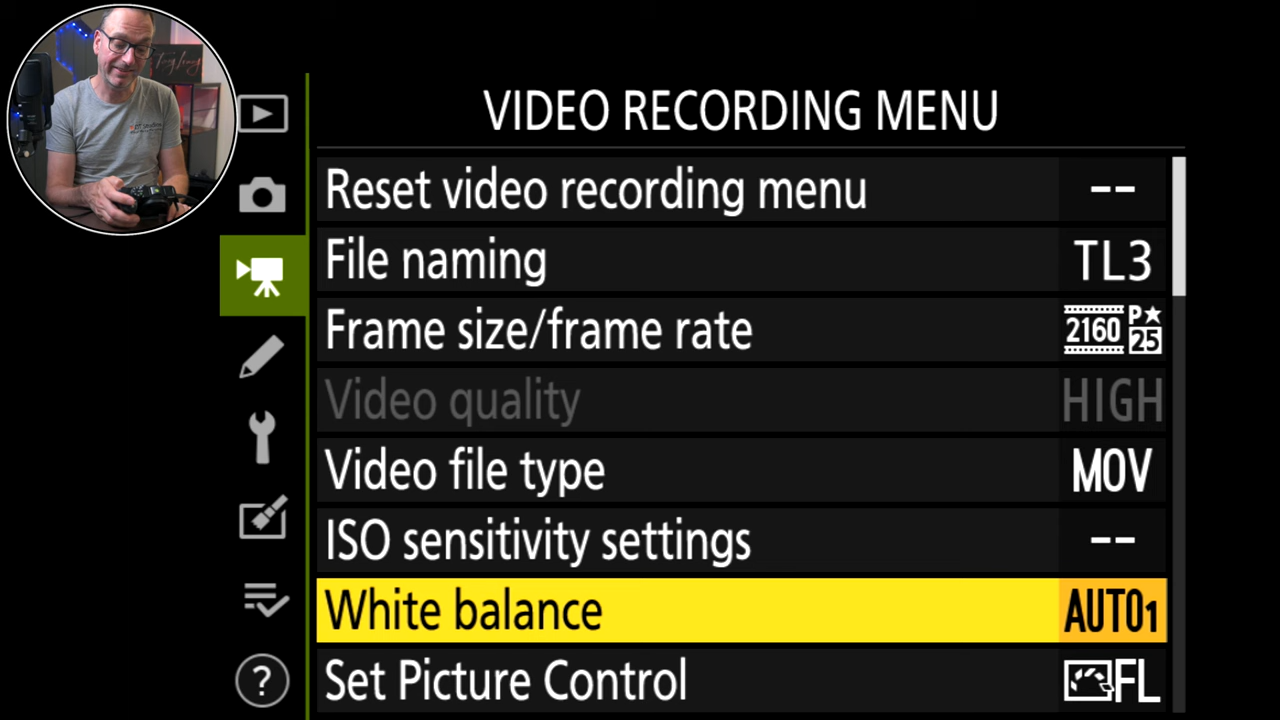 VIDEO RECORDING MENU
Reset video recording menu --
File naming TL3
Frame size/frame rate 2160 P★ 25
Video quality HIGH
Video file type MOV
ISO sensitivity settings --
White balance AUTO1
Set Picture Control FL
?